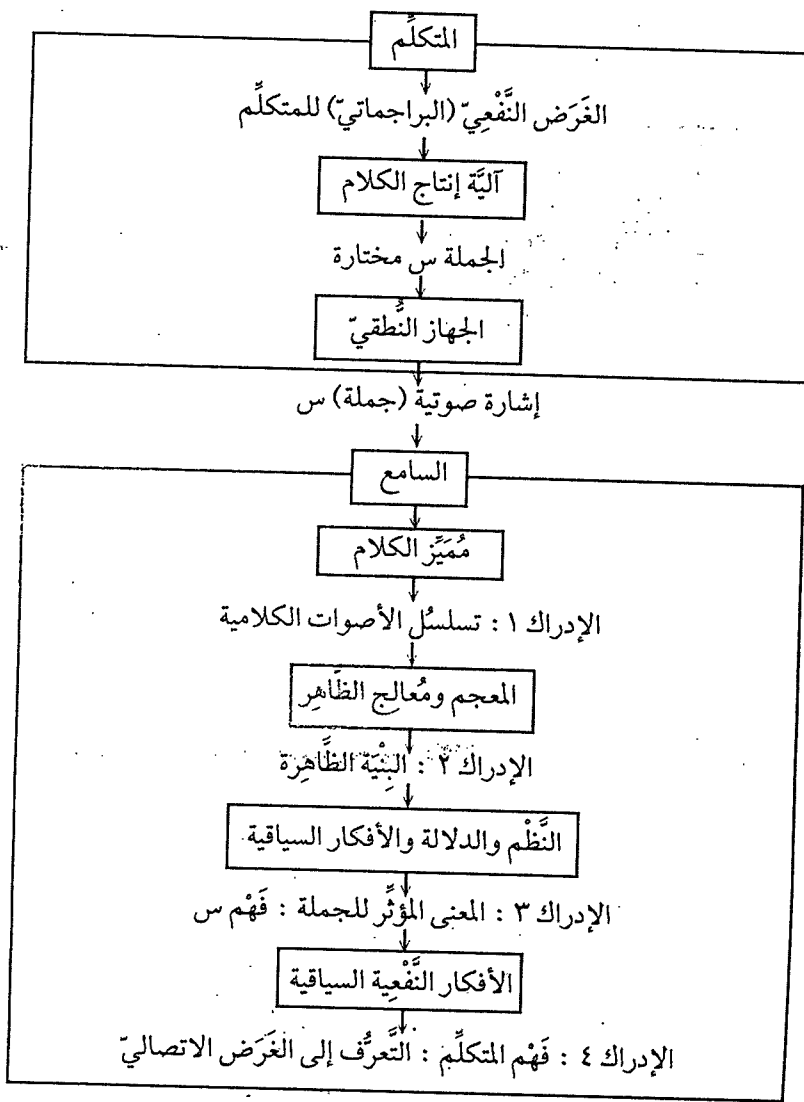 المتكلِّم
الغَرَض النَّفْعِيّ (البراجماتيّ) للمتكلِّم
آليَّة إنتاج الكلام
الجملة س مختارة
الجهاز النُّطقيّ
إشارة صوتية (جملة) س
السامع
مُمَيِّز الكلام
الإدراك ١ : تسلسُل الأصوات الكلامية
المعجم ومُعالج الظَّاهِر
الإدراك ٢ : البِنْيَة الظَّاهِرة
النَّظْم والدلالة والأفكار السياقية
الإدراك ٣ : المعنى المؤثِّر للجملة : فَهْم س
الأفكار النَّفْعِية السياقية
الإدراك ٤ : فَهْم المتكلِّم : التَّعرُّف إلى الغَرَض الاتصاليّ